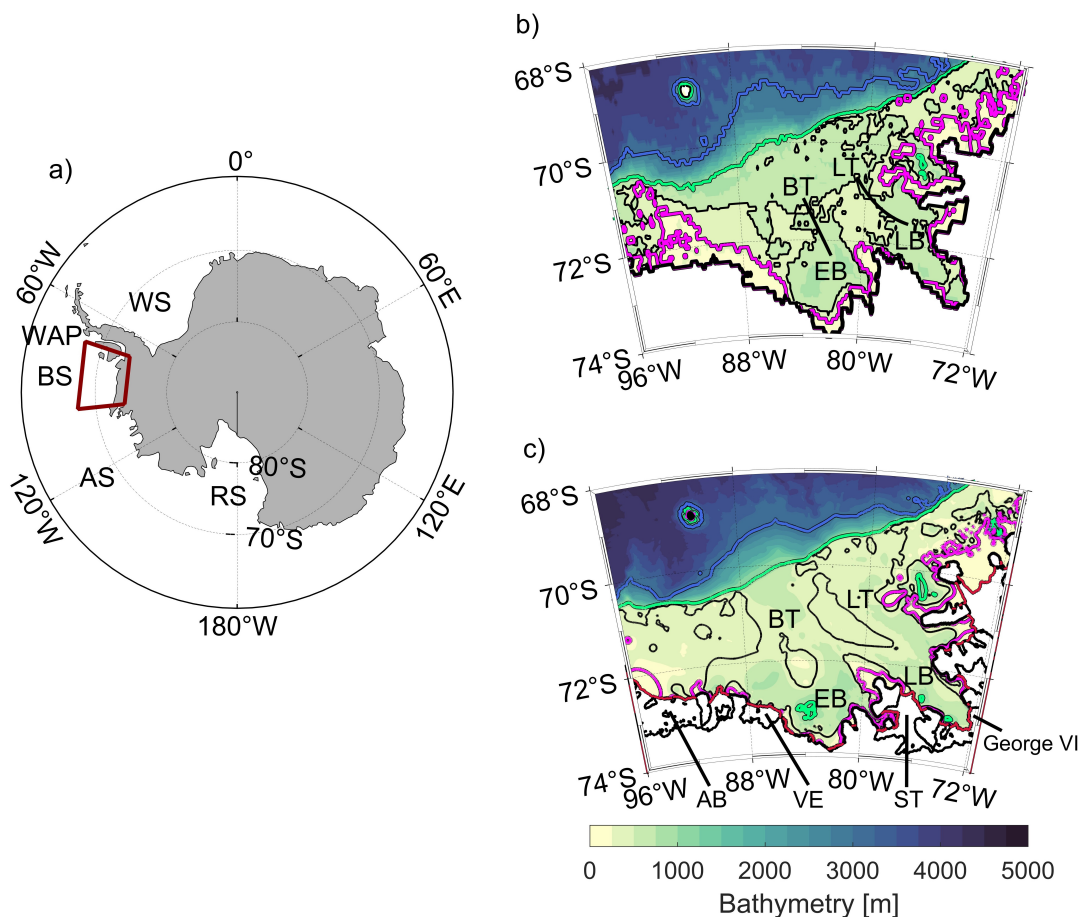 a)
0°
60°W
60°E
WS
WAP
BS
AS
RS
80°S
70°S
120°W
120°E
180°W
b)
68°S
70°S
72°S
74°S
96°W
88°W
80°W
72°W
LT
BT
LB
EB
c)
68°S
70°S
72°S
74°S
96°W
88°W
80°W
72°W
LT
BT
LB
EB
George VI
AB
VE
ST
0 1000 2000 3000 4000 5000
Bathymetry [m]